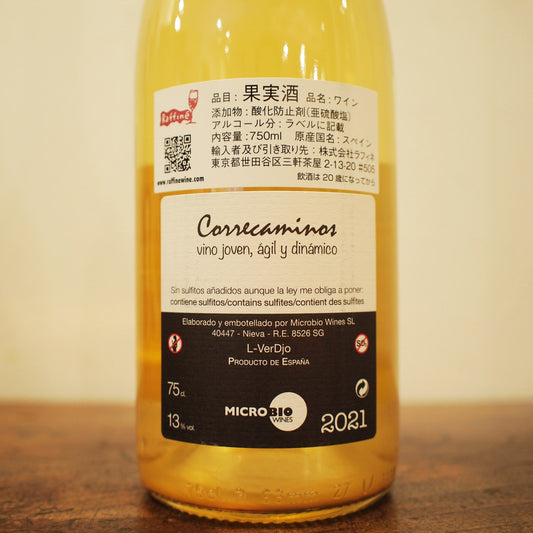 Raffiné
品目：果実酒 品名：ワイン
添加物：酸化防止剤(亜硫酸塩)
アルコール分：ラベルに記載
内容量：750ml 原産国名：スペイン
輸入者及び引き取り先：株式会社ラフィネ
東京都世田谷区三軒茶屋 2-13-20 #505
www.raffinewine.com
飲酒は20歳になってから
Correcaminos
vino joven, ágil y dinámico
Sin sulfitos añadidos aunque la ley me obliga a poner:
contiene sulfitos/contains sulfites/contient des sulfites
Elaborado y embotellado por Microbio Wines SL
40447 - Nieva - R.E. 8526 SG
L-VerDjo
PRODUCTO DE ESPAÑA
SO₂
75 cl.
13 % vol.
MICROBIO
WINES
2021